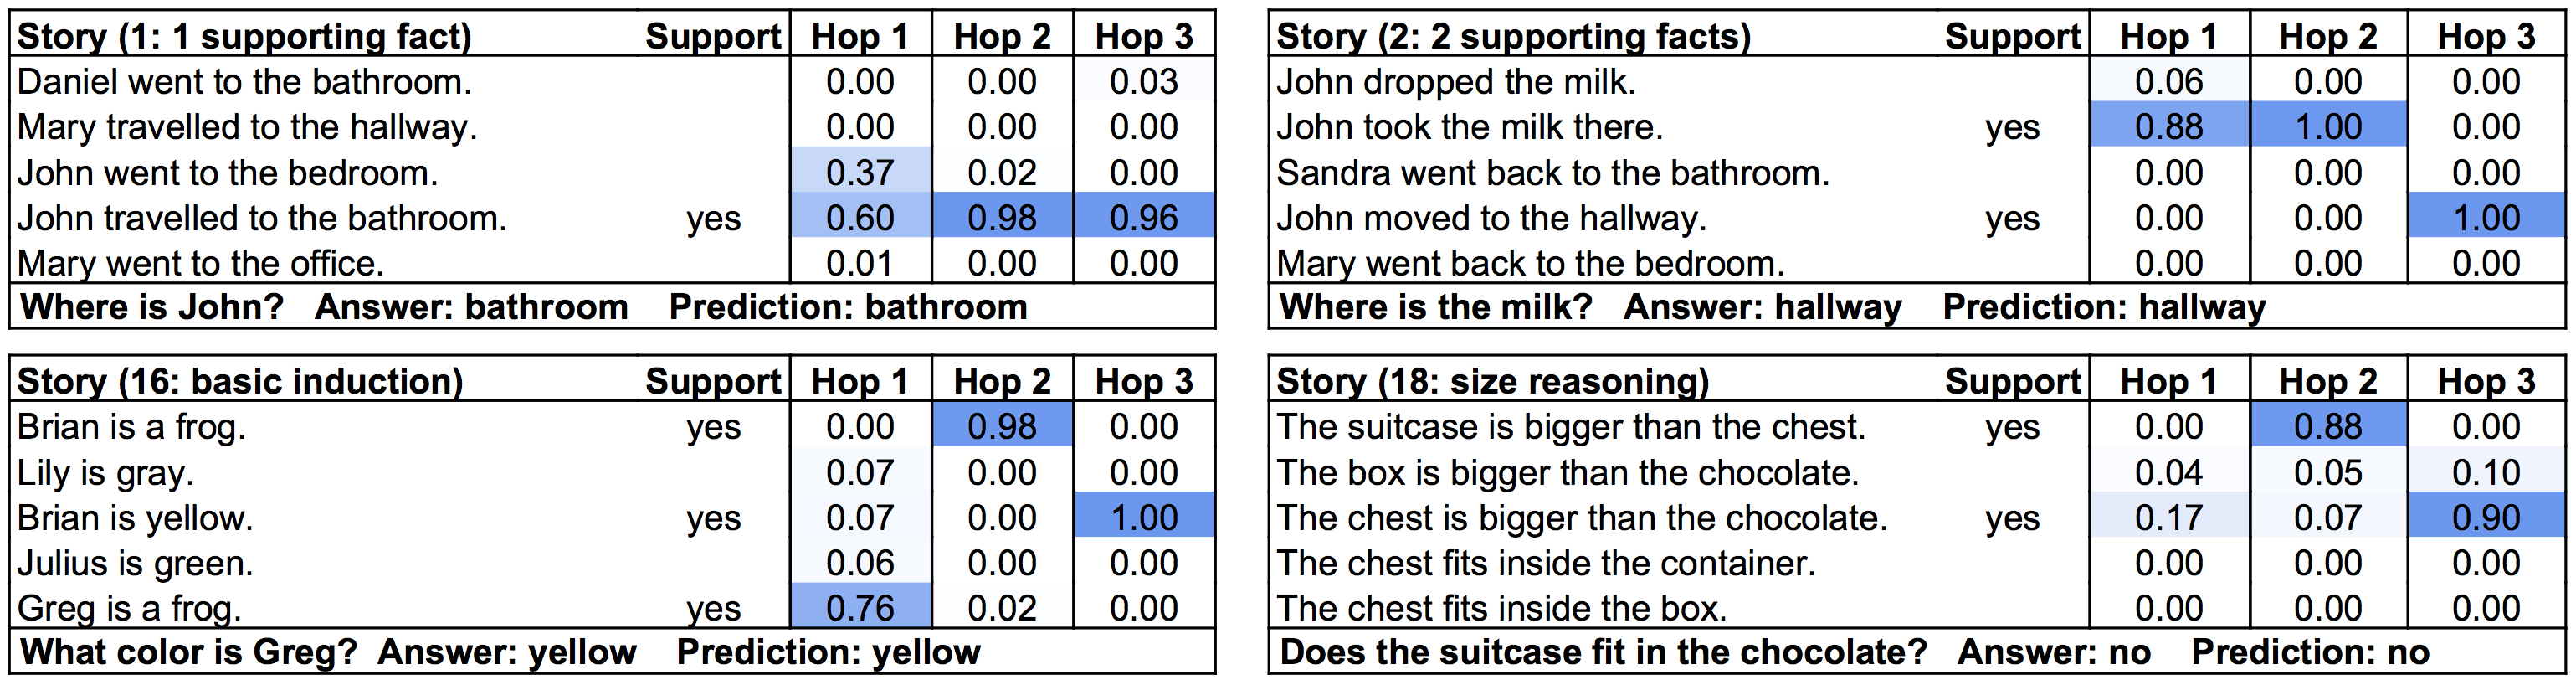 Story (1: 1 supporting fact) Support Hop 1 Hop 2 Hop 3
Daniel went to the bathroom. 0.00 0.00 0.03
Mary travelled to the hallway. 0.00 0.00 0.00
John went to the bedroom. 0.37 0.02 0.00
John travelled to the bathroom. yes 0.60 0.98 0.96
Mary went to the office. 0.01 0.00 0.00
Where is John? Answer: bathroom Prediction: bathroom
Story (2: 2 supporting facts) Support Hop 1 Hop 2 Hop 3
John dropped the milk. 0.06 0.00 0.00
John took the milk there. yes 0.88 1.00 0.00
Sandra went back to the bathroom. 0.00 0.00 0.00
John moved to the hallway. yes 0.00 0.00 1.00
Mary went back to the bedroom. 0.00 0.00 0.00
Where is the milk? Answer: hallway Prediction: hallway
Story (16: basic induction) Support Hop 1 Hop 2 Hop 3
Brian is a frog. yes 0.00 0.98 0.00
Lily is gray. 0.07 0.00 0.00
Brian is yellow. yes 0.07 0.00 1.00
Julius is green. 0.06 0.00 0.00
Greg is a frog. yes 0.76 0.02 0.00
What color is Greg? Answer: yellow Prediction: yellow
Story (18: size reasoning) Support Hop 1 Hop 2 Hop 3
The suitcase is bigger than the chest. yes 0.00 0.88 0.00
The box is bigger than the chocolate. 0.04 0.05 0.10
The chest is bigger than the chocolate. yes 0.17 0.07 0.90
The chest fits inside the container. 0.00 0.00 0.00
The chest fits inside the box. 0.00 0.00 0.00
Does the suitcase fit in the chocolate? Answer: no Prediction: no